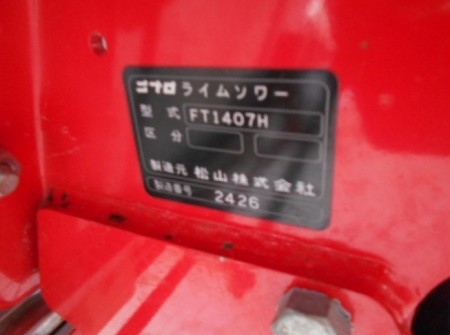 ニプロ ライムソワー
型式 FT1407H
区分
製造元 松山株式会社
製造番号 2426